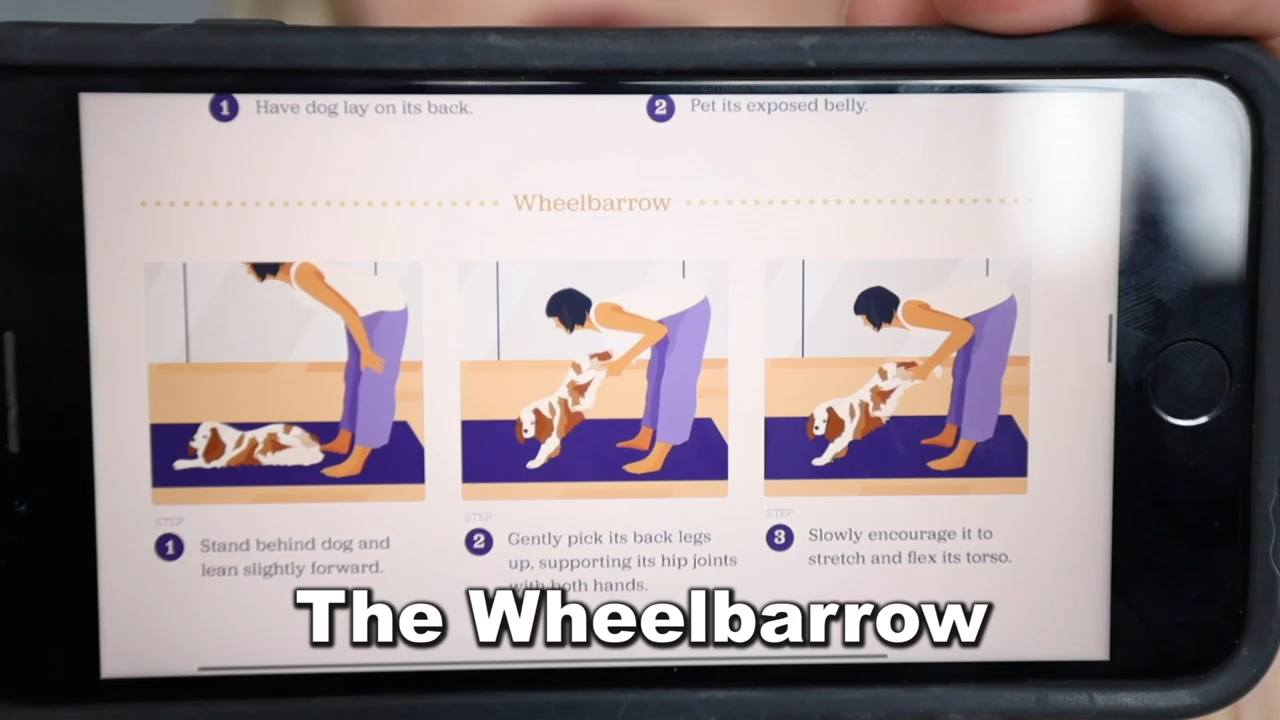 1 Have dog lay on its back.
2 Pet its exposed belly.
Wheelbarrow
STEP
1 Stand behind dog and
lean slightly forward.
STEP
2 Gently pick its back legs
up, supporting its hip joints
with both hands.
STEP
3 Slowly encourage it to
stretch and flex its torso.
The Wheelbarrow